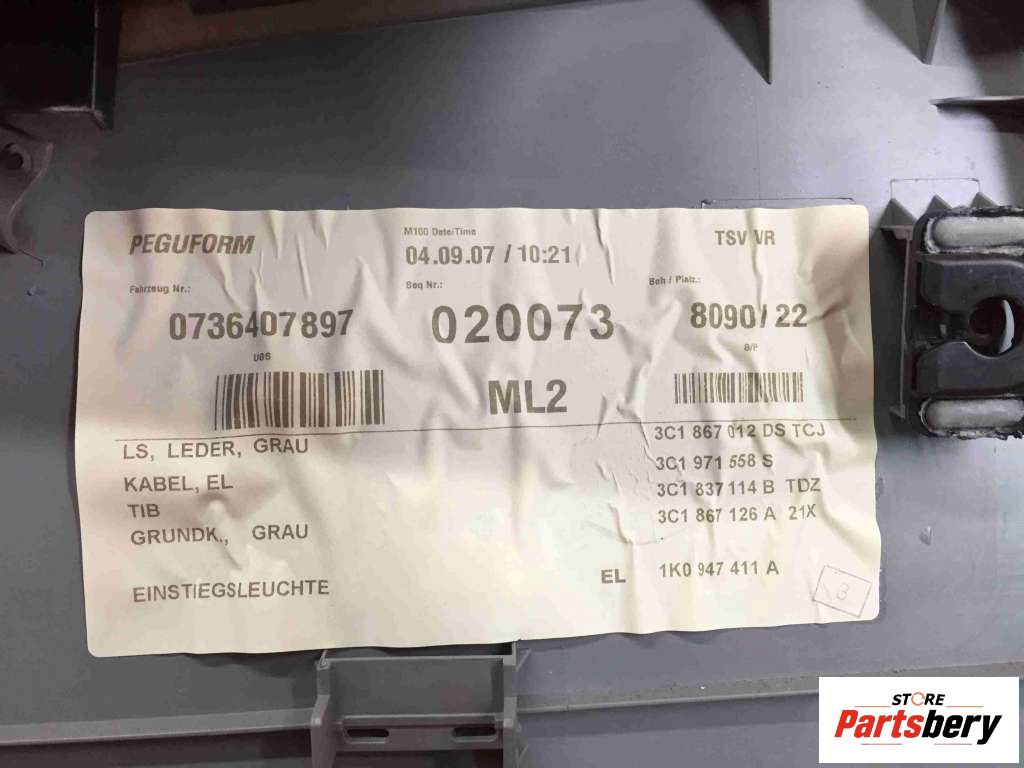 PEGUFORM
M100 Date/Time
04.09.07 / 10:21
TSV VR
Fahrzeug Nr.:
Seq Nr.:
Beh / Platz.:
0736407897
020073
8090/22
UBS
S/P
ML2
LS, LEDER, GRAU 3C1 867 012 DS TCJ
KABEL, EL 3C1 971 558 S
TIB 3C1 837 114 B TDZ
GRUNDK., GRAU 3C1 867 126 A 21X
EINSTIEGSLEUCHTE EL 1K0 947 411 A
3
STORE
Partsbery